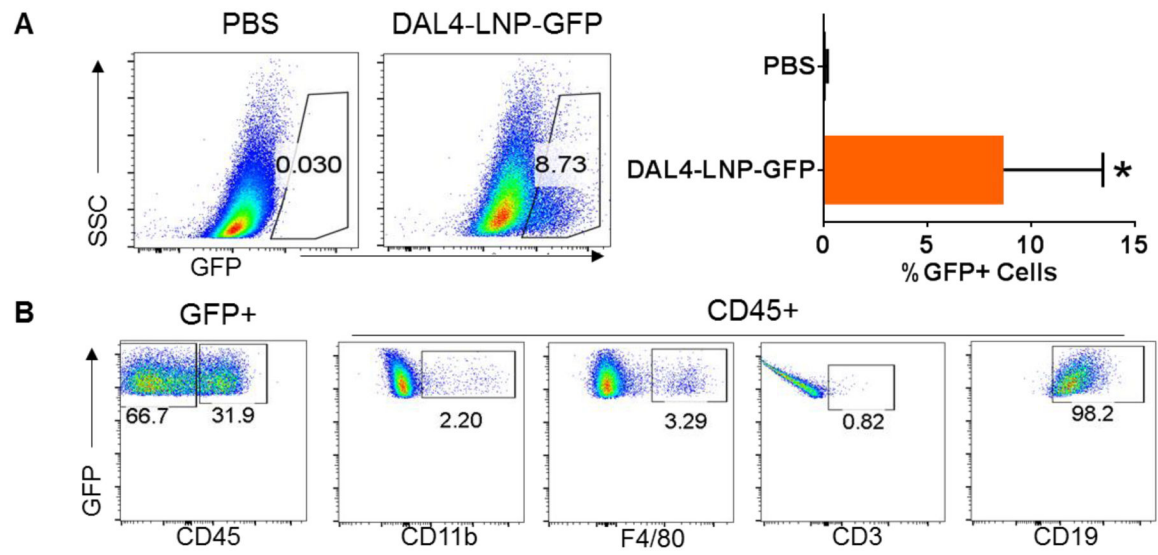 A
PBS
DAL4-LNP-GFP
SSC
0.030
8.73
GFP
PBS
DAL4-LNP-GFP
*
0
5
10
15
% GFP+ Cells
B
GFP+
CD45+
GFP
66.7
31.9
2.20
3.29
0.82
98.2
CD45
CD11b
F4/80
CD3
CD19